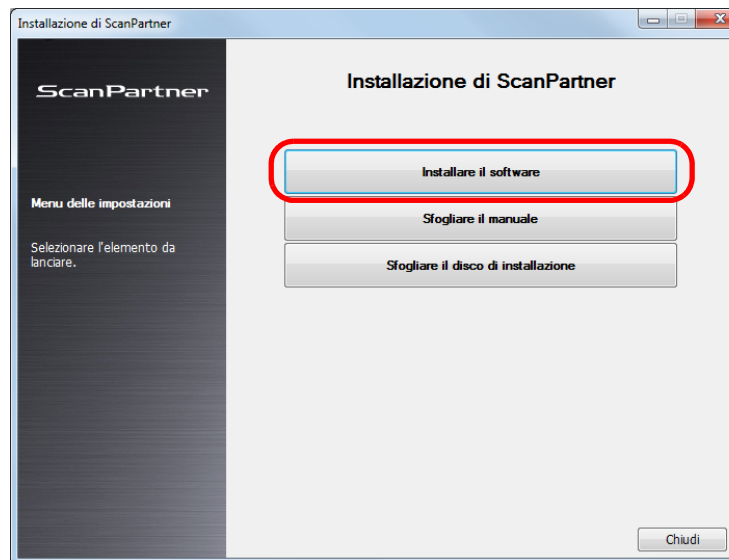 Installazione di ScanPartner
ScanPartner
Installazione di ScanPartner
Installare il software
Menu delle impostazioni
Sfogliare il manuale
Selezionare l'elemento da
lanciare.
Sfogliare il disco di installazione
Chiudi